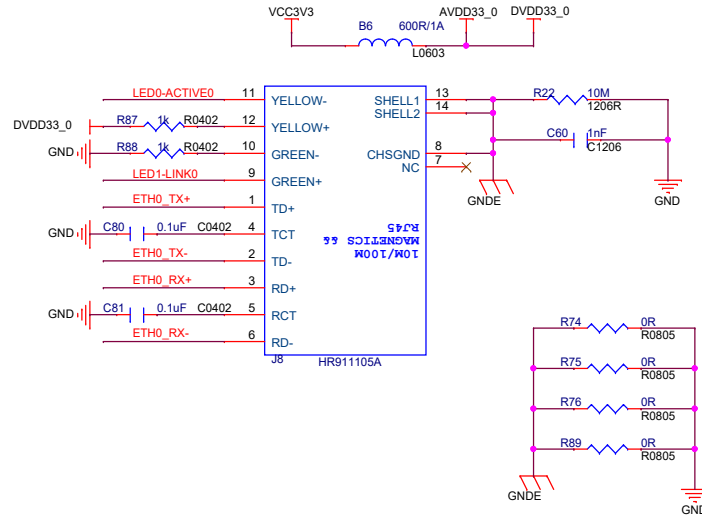 VCC3V3 AVDD33_0 DVDD33_0
B6 600R/1A
L0603
LED0-ACTIVE0 11 YELLOW- SHELL1 13 R22 10M
1206R
SHELL2 14
DVDD33_0 R87 1k R0402 12 YELLOW+
GND R88 1k R0402 10 GREEN- CHSGND 8 C60 1nF
C1206
NC 7
LED1-LINK0 9 GREEN+
GNDE GND
ETH0_TX+ 1 TD+
GND C80 0.1uF C0402 4 TCT
ETH0_TX- 2 TD-
10M/100M
MAGNETICS &&
RJ45
ETH0_RX+ 3 RD+
GND C81 0.1uF C0402 5 RCT
ETH0_RX- 6 RD-
J8 HR911105A
R74 0R
R0805
R75 0R
R0805
R76 0R
R0805
R89 0R
R0805
GNDE GND